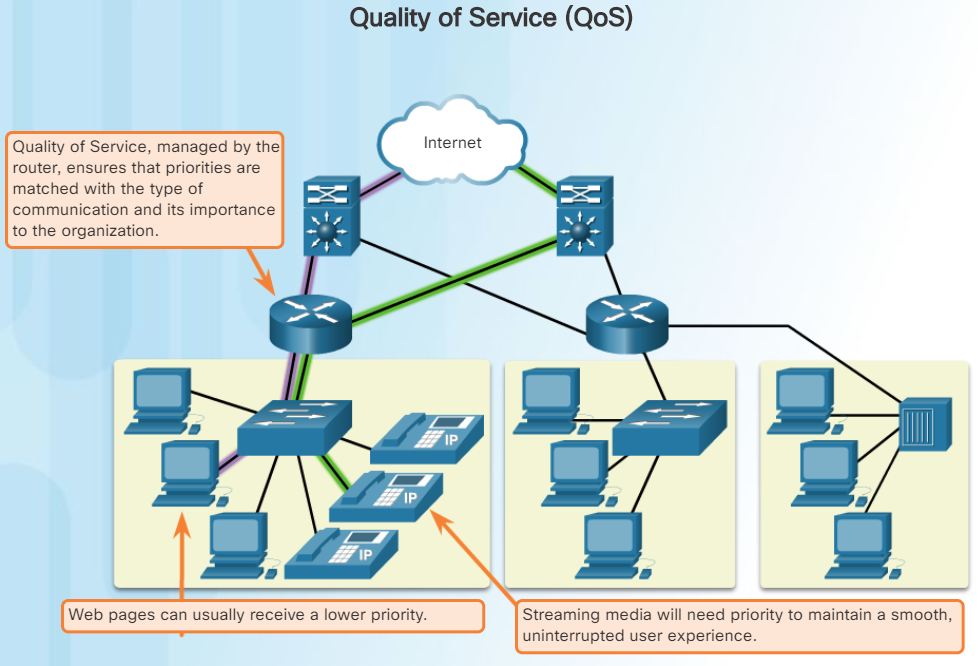 Quality of Service (QoS)
Internet
Quality of Service, managed by the
router, ensures that priorities are
matched with the type of
communication and its importance
to the organization.
IP
IP
IP
Web pages can usually receive a lower priority.
Streaming media will need priority to maintain a smooth,
uninterrupted user experience.